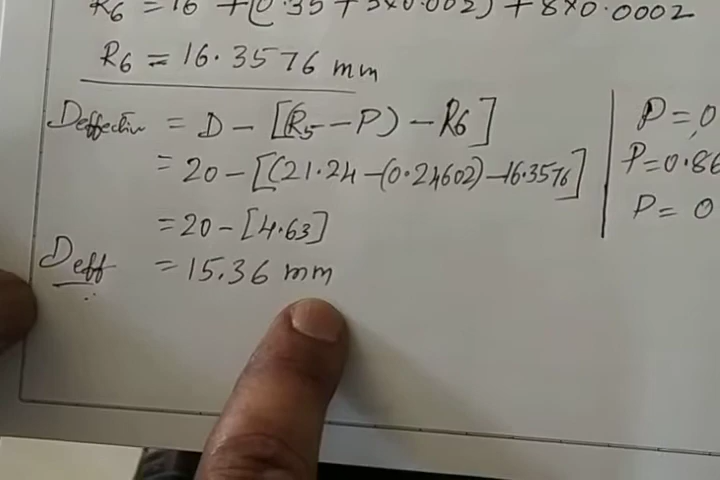 R6 = 16 + (0.35 + 3×0.002) + 8×0.0002
R6 = 16.3576 mm
Deffectiv = D - [(R5 - P) - R6]
= 20 - [(21.24 - (0.24602) - 16.3576]
= 20 - [4.63]
Deff = 15.36 mm
P = 0
P = 0.86
P = 0